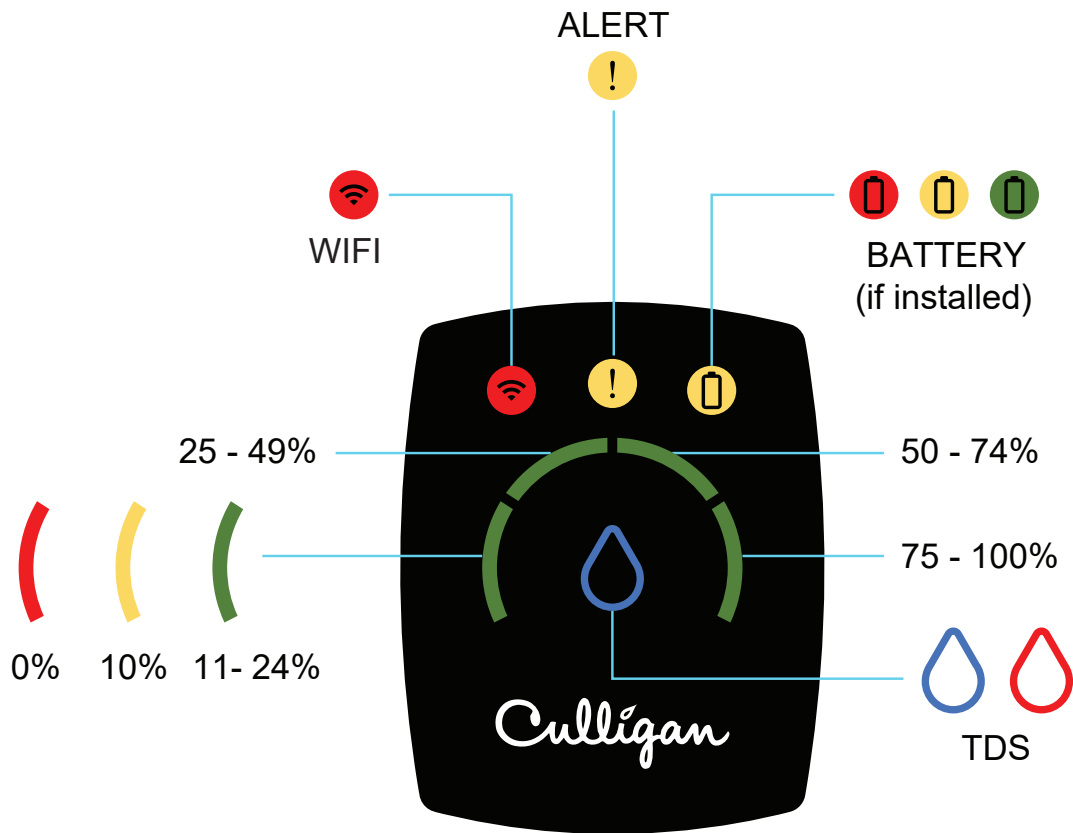 ALERT
!
WIFI
BATTERY
(if installed)
!
25 - 49%
50 - 74%
75 - 100%
0%
10%
11- 24%
Culligan
TDS